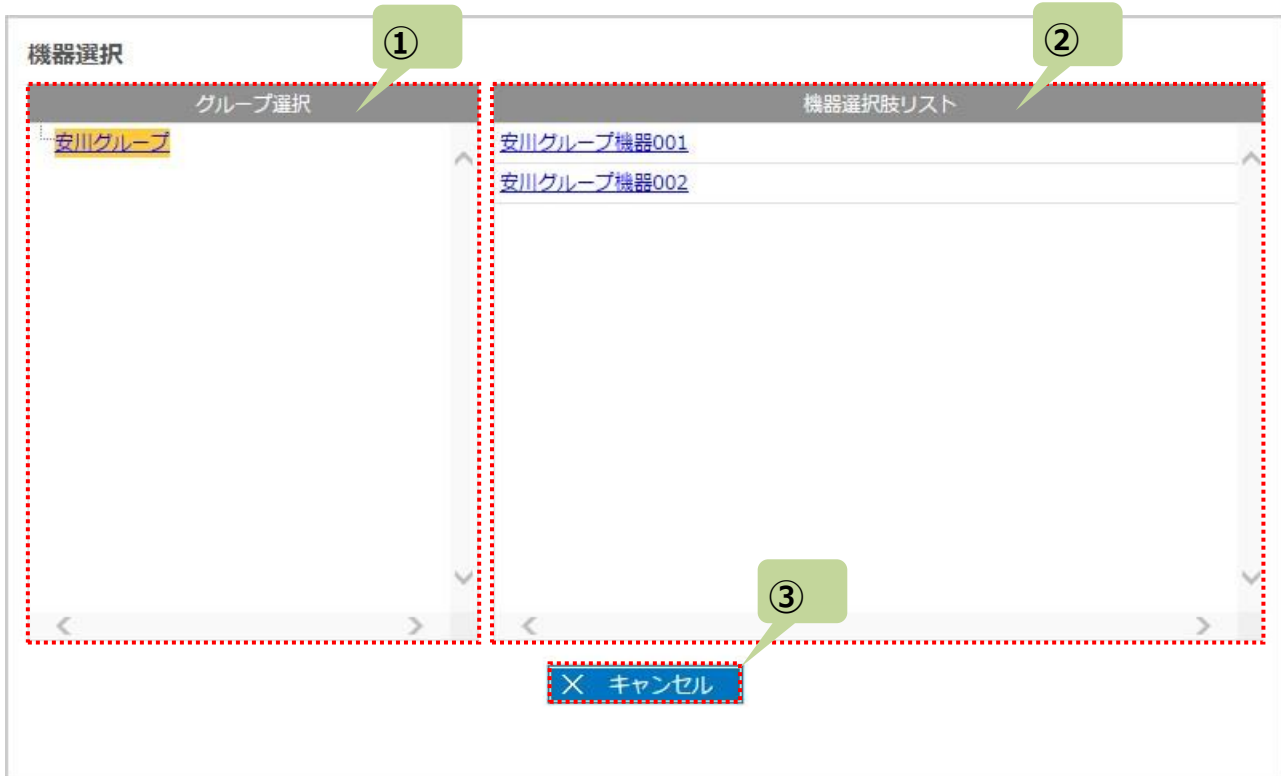 機器選択
①
②
グループ選択
機器選択肢リスト
安川グループ
安川グループ機器001
安川グループ機器002
③
× キャンセル